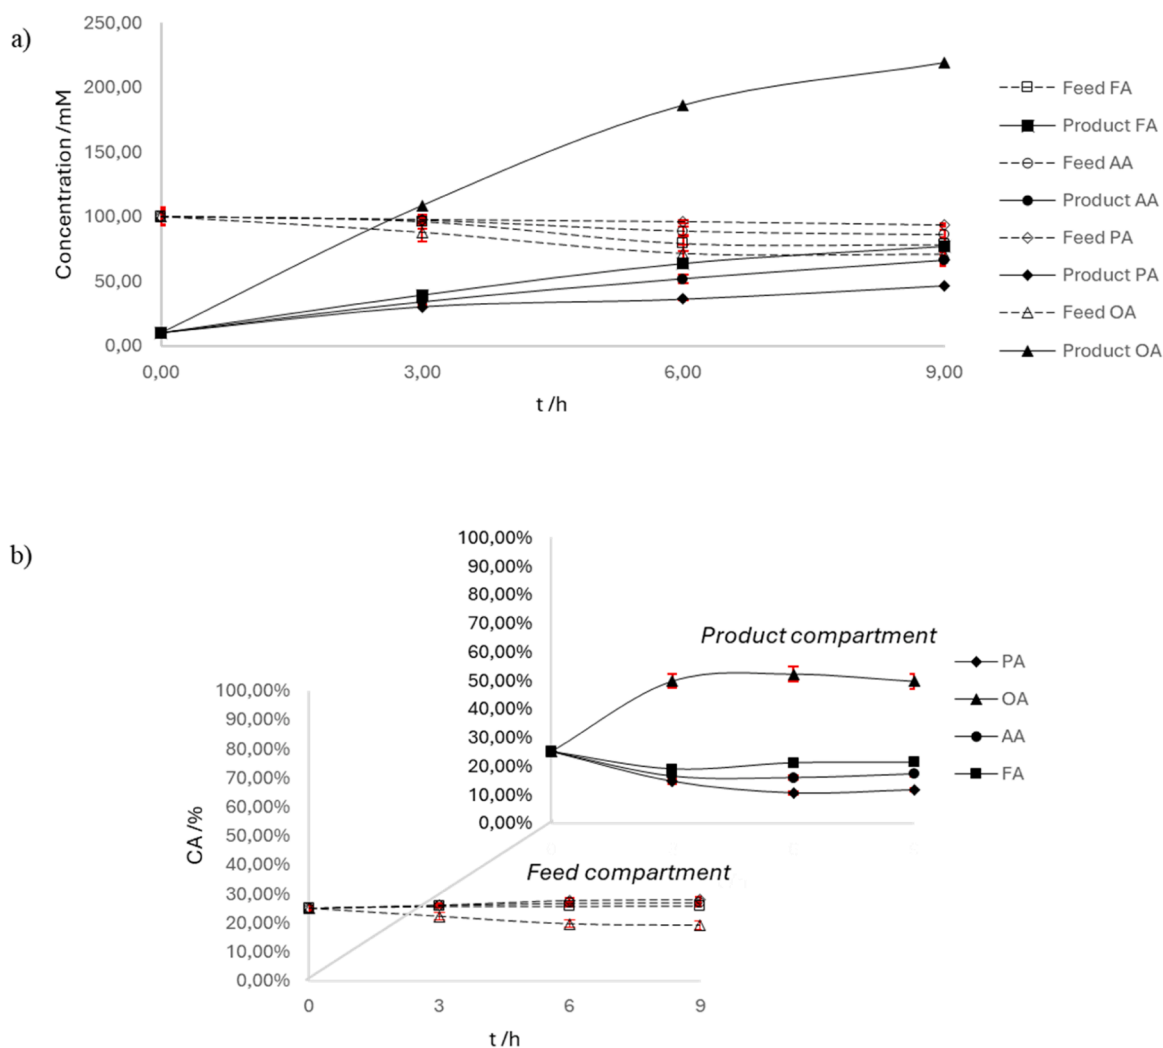 a)
Concentration /mM
250,00
200,00
150,00
100,00
50,00
0,00
0,00 3,00 6,00 9,00
t /h
Feed FA
Product FA
Feed AA
Product AA
Feed PA
Product PA
Feed OA
Product OA
b)
100,00%
90,00%
80,00%
70,00%
60,00%
50,00%
40,00%
30,00%
20,00%
10,00%
0,00%
Product compartment
PA
OA
AA
FA
CA /%
100,00%
90,00%
80,00%
70,00%
60,00%
50,00%
40,00%
30,00%
20,00%
10,00%
0,00%
Feed compartment
0 3 6 9
t /h